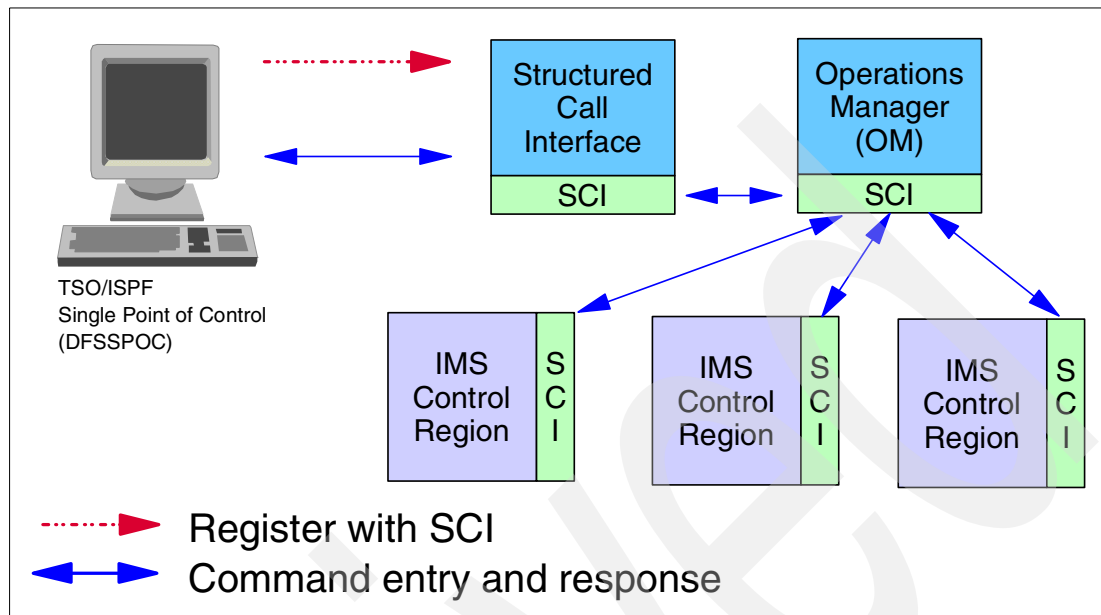 Structured
Call
Interface
SCI
Operations
Manager
(OM)
SCI
TSO/ISPF
Single Point of Control
(DFSSPOC)
IMS
Control
Region
S
C
I
IMS
Control
Region
S
C
I
IMS
Control
Region
S
C
I
Register with SCI
Command entry and response